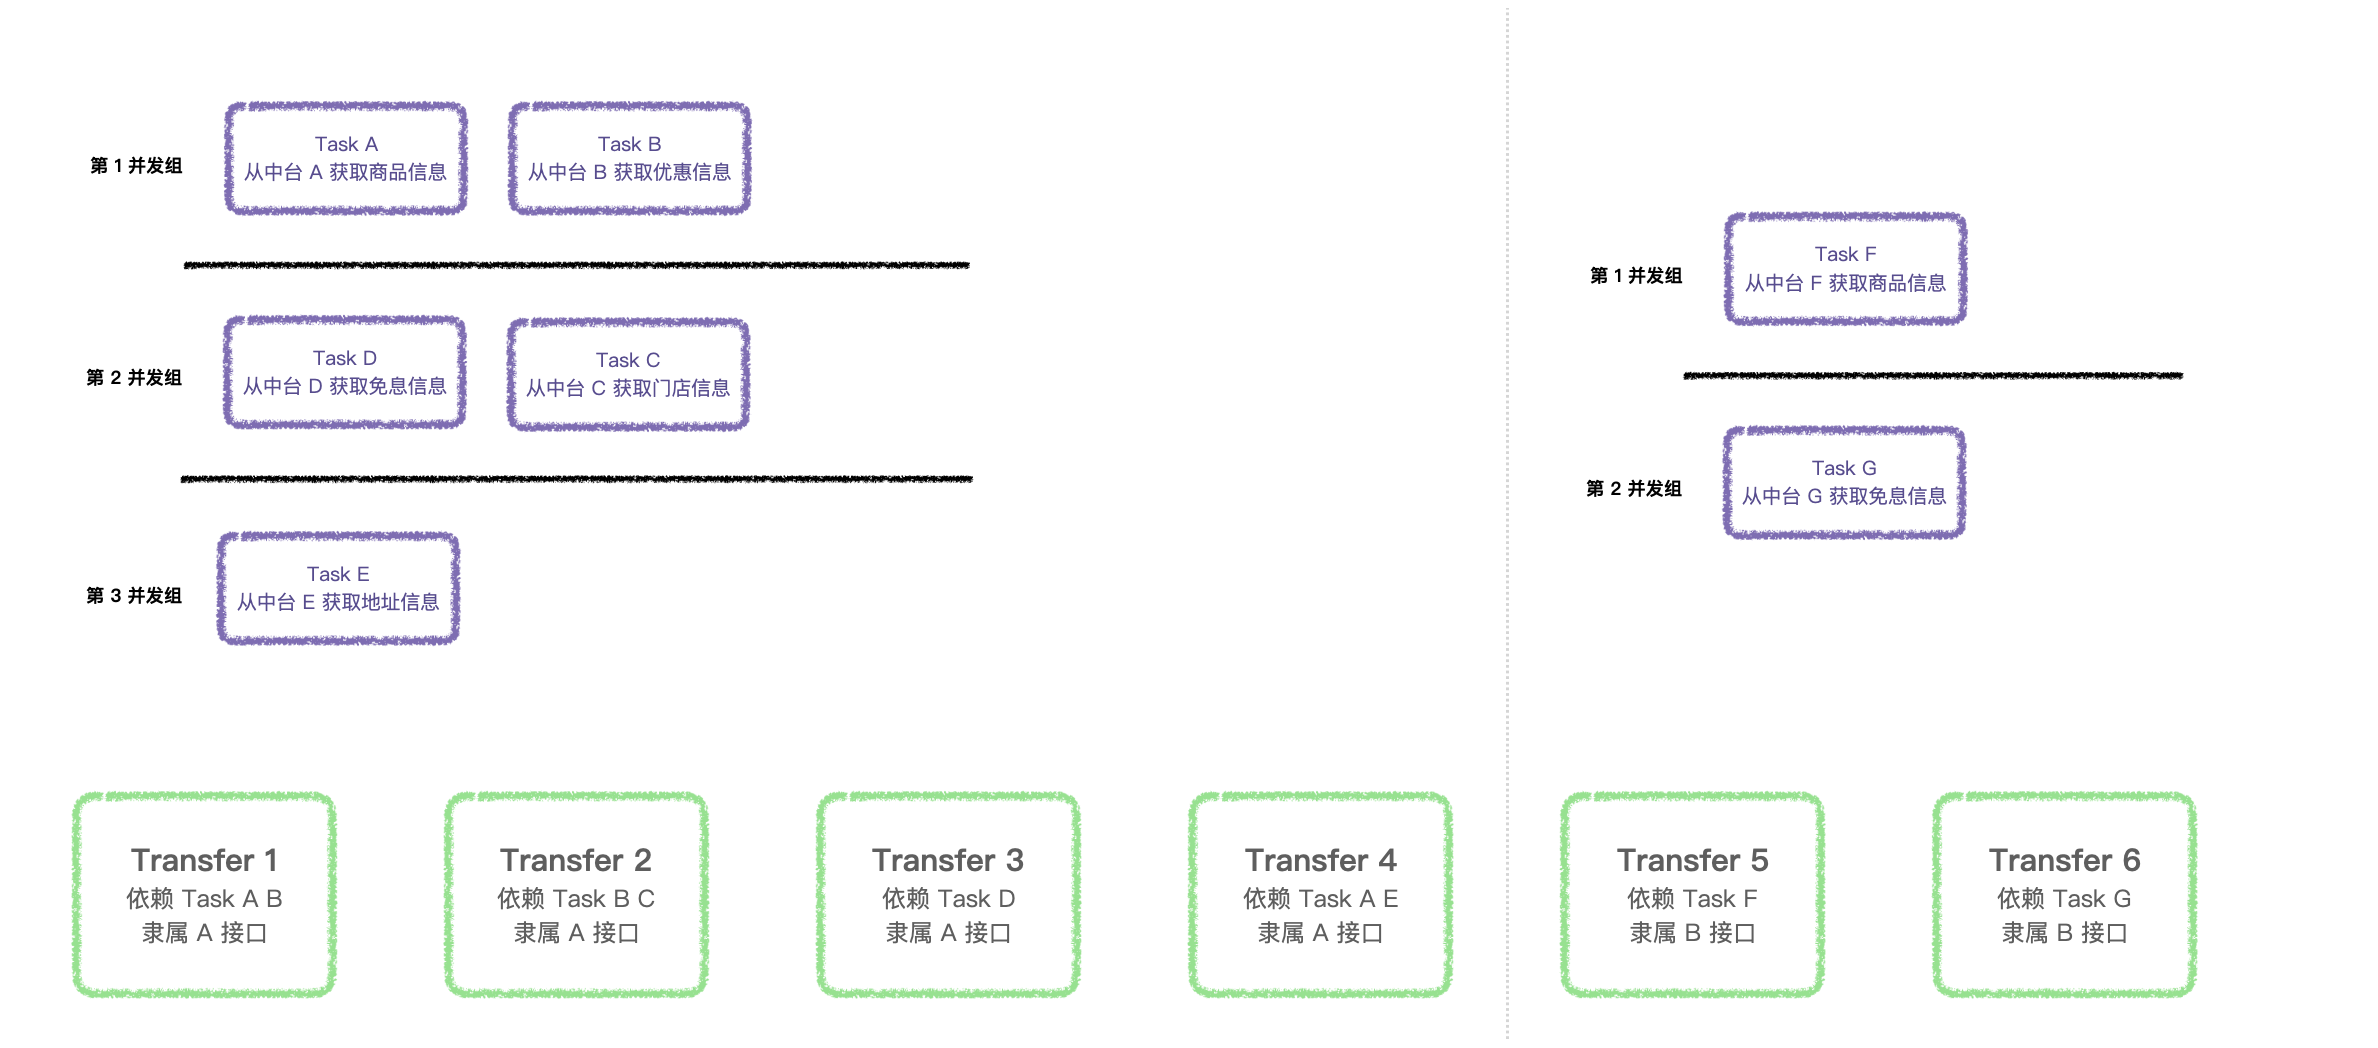 第 1 并发组
Task A
从中台 A 获取商品信息
Task B
从中台 B 获取优惠信息
第 2 并发组
Task D
从中台 D 获取免息信息
Task C
从中台 C 获取门店信息
第 3 并发组
Task E
从中台 E 获取地址信息
第 1 并发组
Task F
从中台 F 获取商品信息
第 2 并发组
Task G
从中台 G 获取免息信息
Transfer 1
依赖 Task A B
隶属 A 接口
Transfer 2
依赖 Task B C
隶属 A 接口
Transfer 3
依赖 Task D
隶属 A 接口
Transfer 4
依赖 Task A E
隶属 A 接口
Transfer 5
依赖 Task F
隶属 B 接口
Transfer 6
依赖 Task G
隶属 B 接口